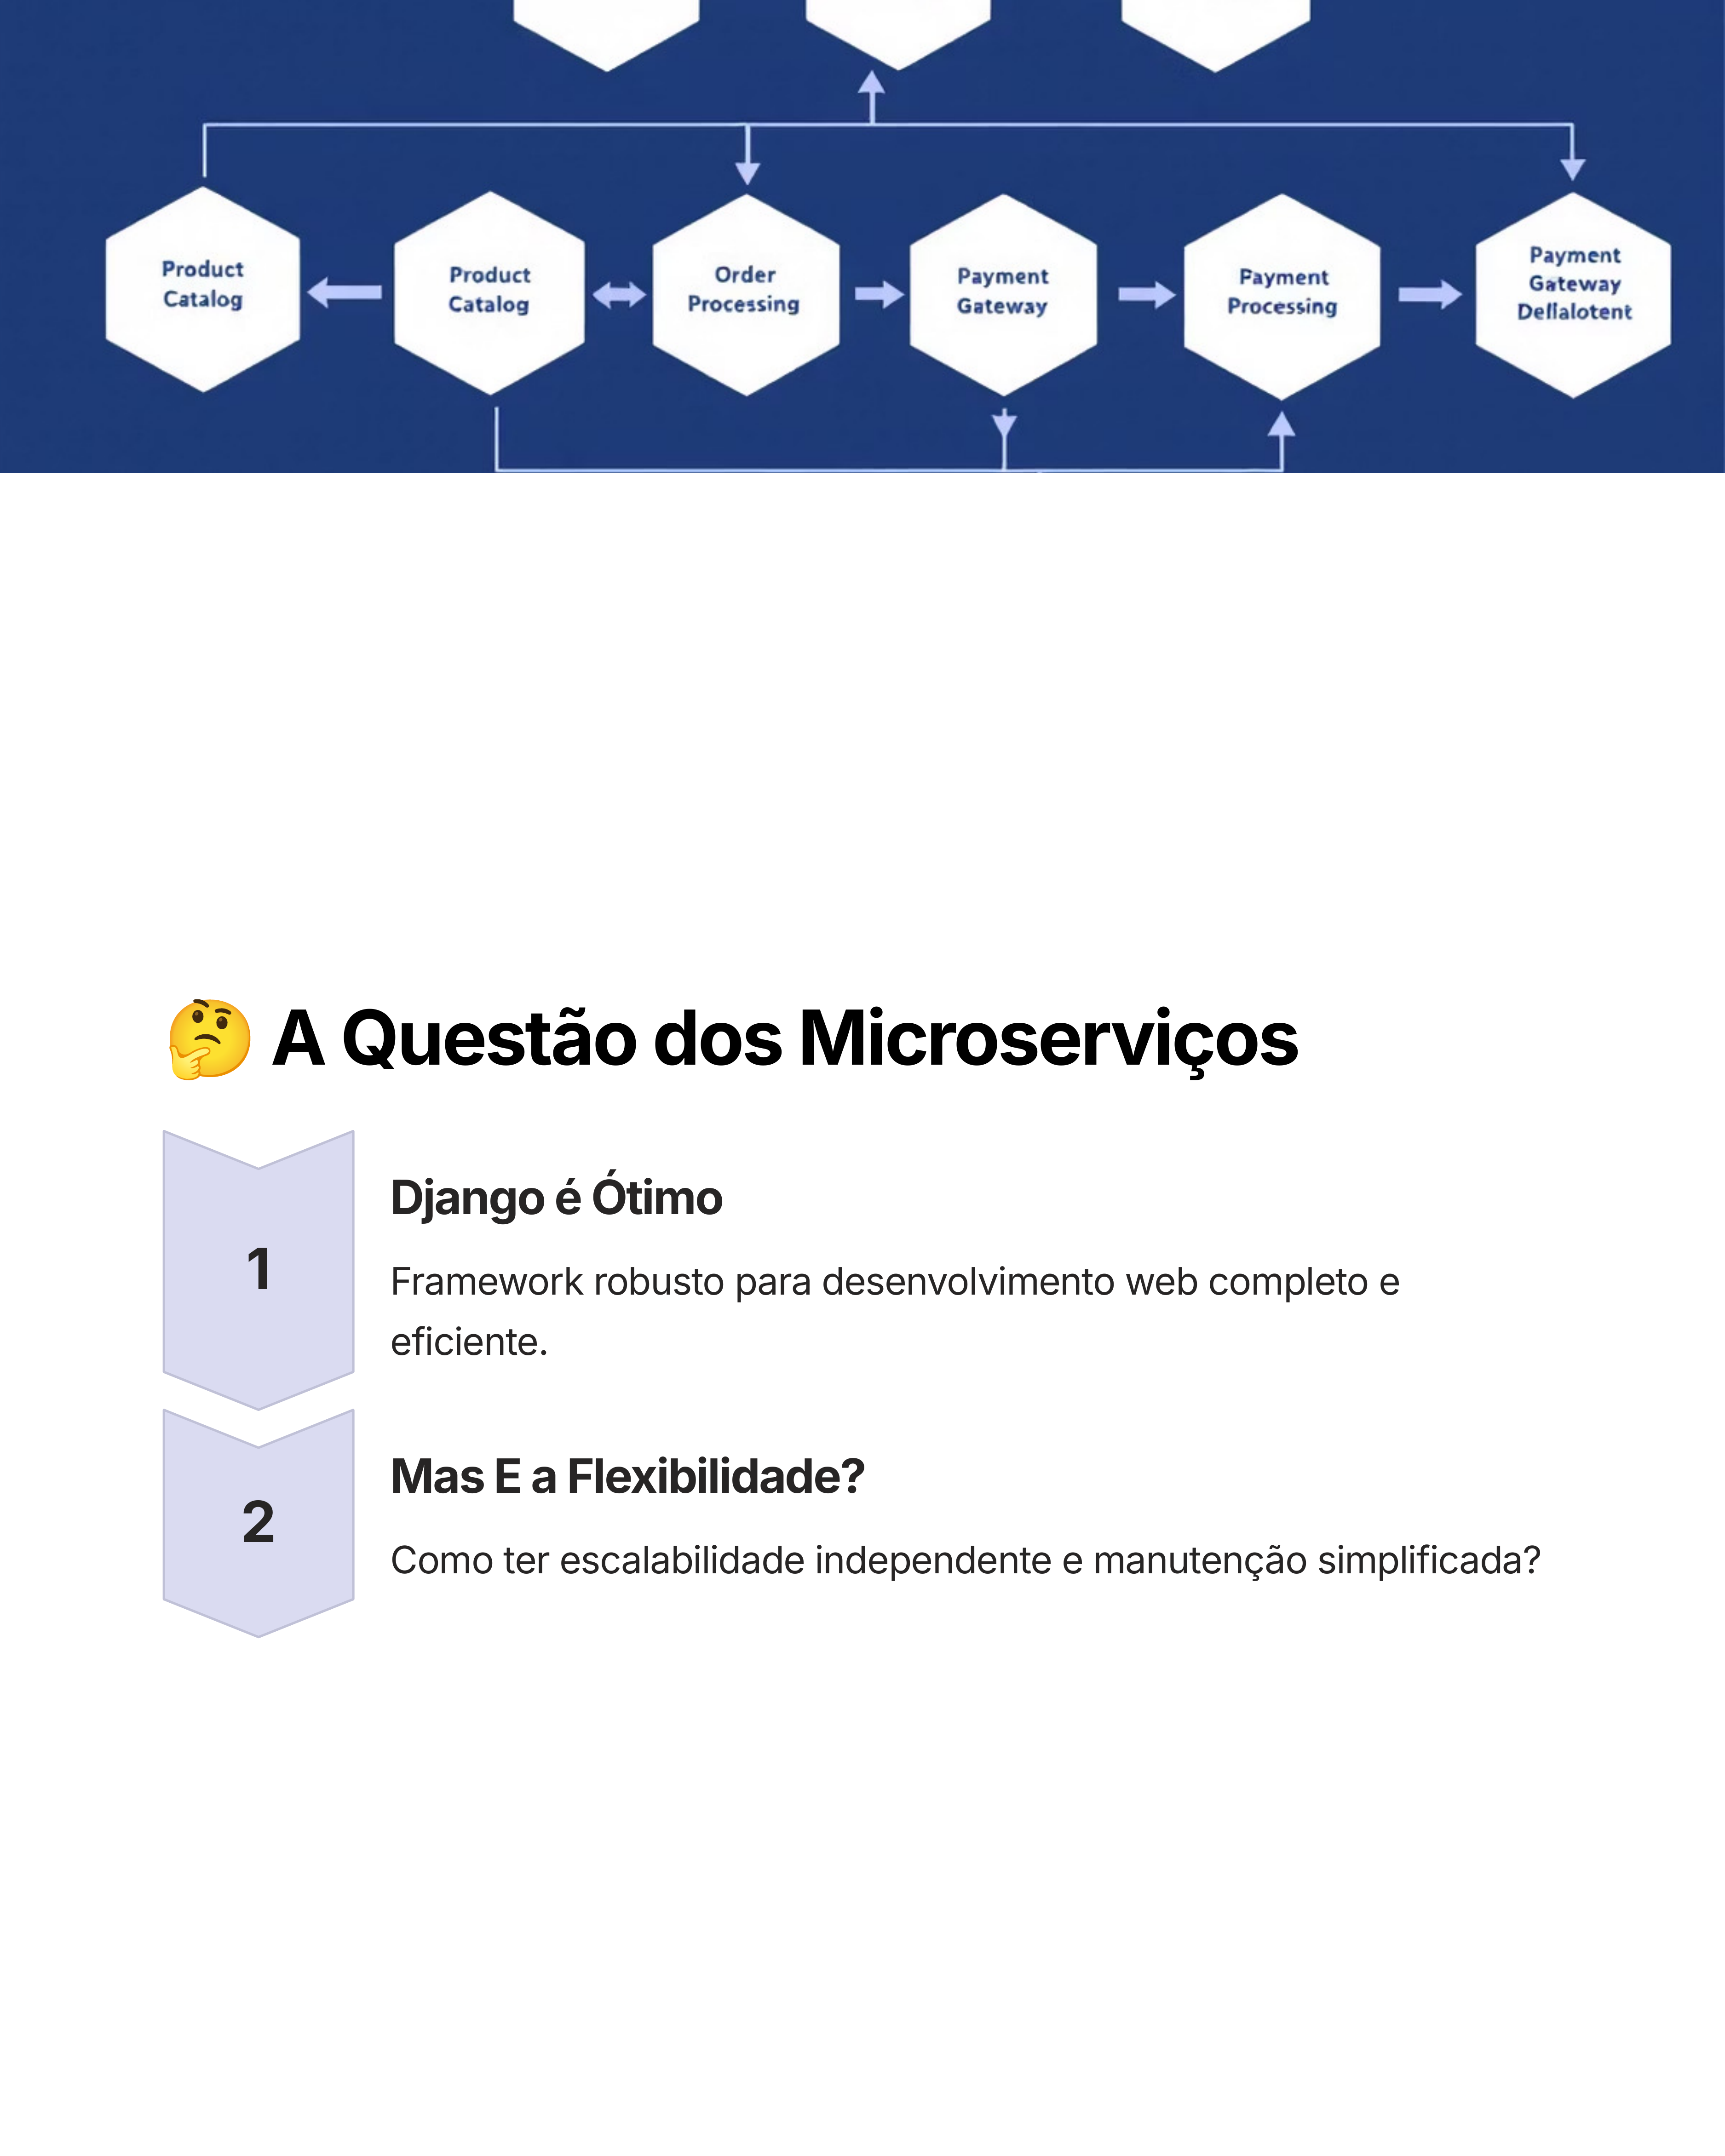 Product
Catalog
Product
Catalog
Order
Processing
Payment
Gateway
Payment
Processing
Payment
Gateway
Dellalotent
🤔 A Questão dos Microserviços
1
Django é Ótimo
Framework robusto para desenvolvimento web completo e
eficiente.
2
Mas E a Flexibilidade?
Como ter escalabilidade independente e manutenção simplificada?